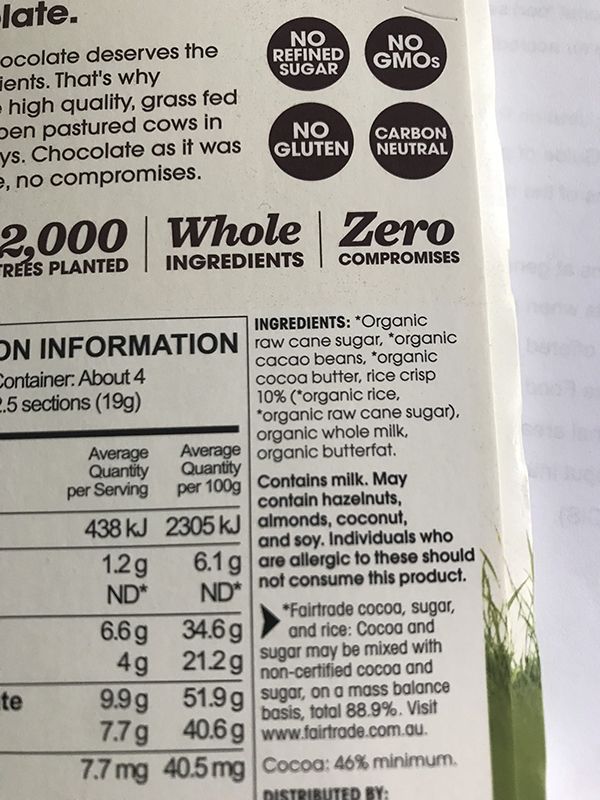 late.
ocolate deserves the
ients. That's why
high quality, grass fed
pen pastured cows in
ys. Chocolate as it was
e, no compromises.
NO
REFINED
SUGAR
NO
GMOs
NO
GLUTEN
CARBON
NEUTRAL
2,000
TREES PLANTED
Whole
INGREDIENTS
Zero
COMPROMISES
ON INFORMATION
Container: About 4
2.5 sections (19g)
Average
Quantity
per Serving
Average
Quantity
per 100g
438 kJ 2305 kJ
1.2 g 6.1 g
ND* ND*
6.6 g 34.6 g
4 g 21.2 g
te 9.9 g 51.9 g
7.7 g 40.6 g
7.7 mg 40.5 mg
INGREDIENTS: *Organic
raw cane sugar, *organic
cacao beans, *organic
cocoa butter, rice crisp
10% (*organic rice,
*organic raw cane sugar),
organic whole milk,
organic butterfat.
Contains milk. May
contain hazelnuts,
almonds, coconut,
and soy. Individuals who
are allergic to these should
not consume this product.
*Fairtrade cocoa, sugar,
and rice: Cocoa and
sugar may be mixed with
non-certified cocoa and
sugar, on a mass balance
basis, total 88.9%. Visit
www.fairtrade.com.au.
Cocoa: 46% minimum.
DISTRIBUTED BY: